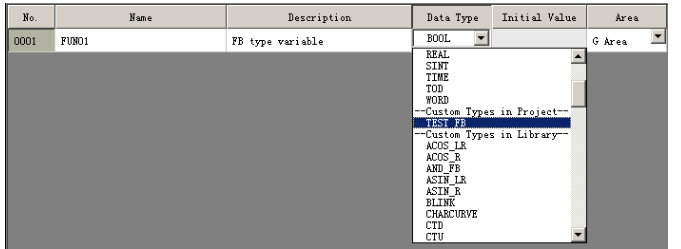 No. Name Description Data Type Initial Value Area
0001 FUN01 FB type variable BOOL G Area
REAL
SINT
TIME
TOD
WORD
--Custom Types in Project--
TEST_FB
--Custom Types in Library--
ACOS_LR
ACOS_R
AND_FB
ASIN_LR
ASIN_R
BLINK
CHARCURVE
CTD
CTU